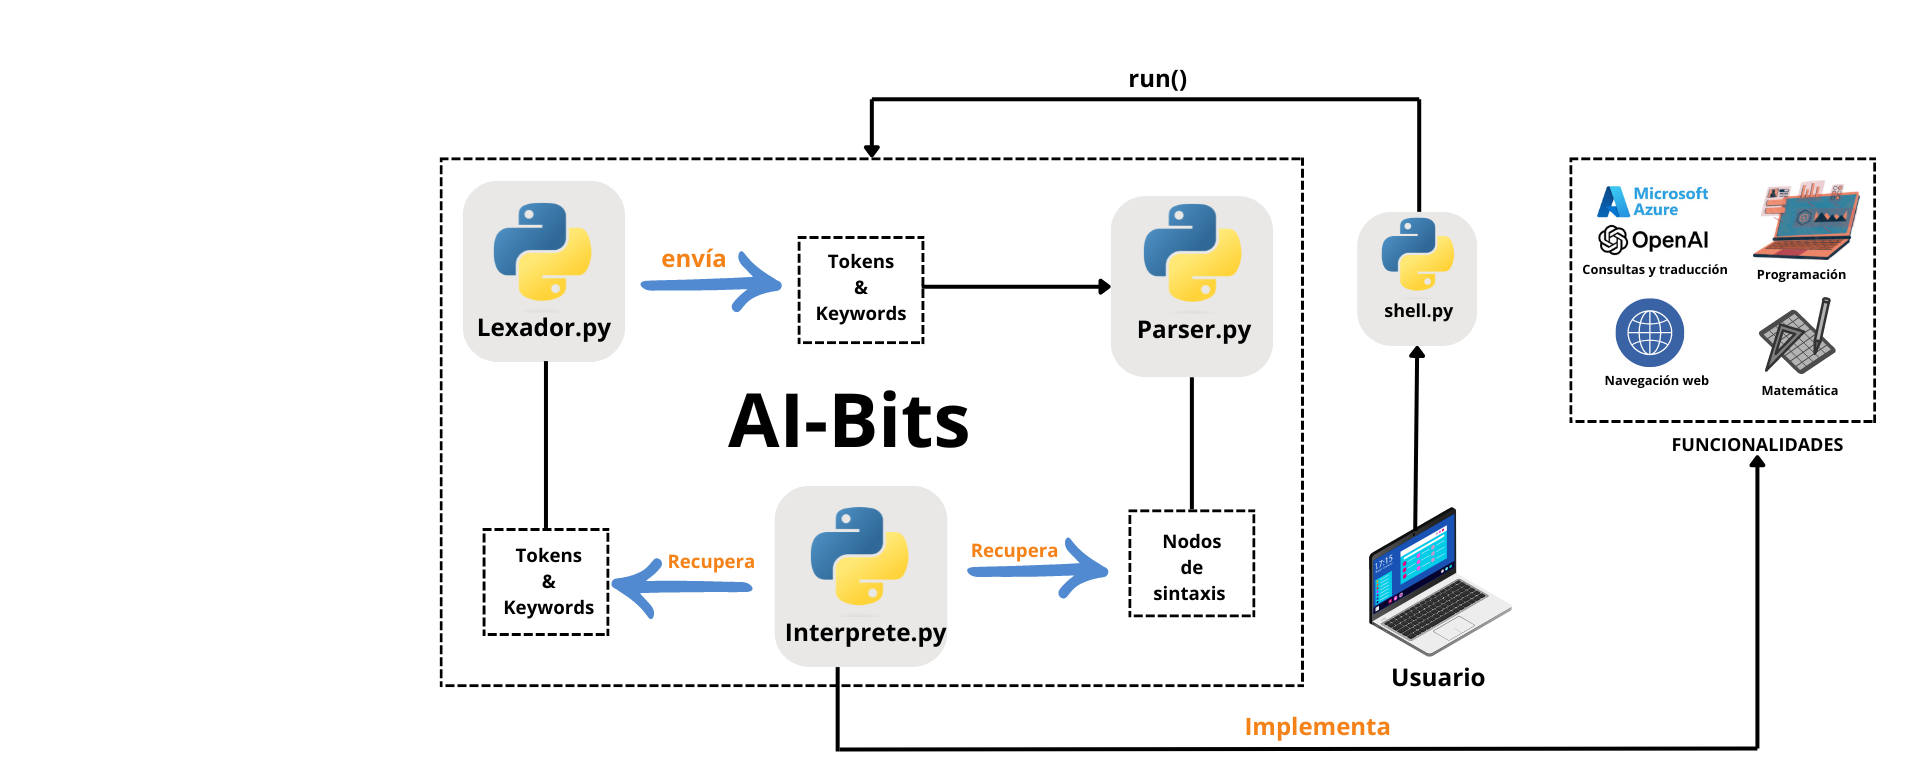 run()
envía
Tokens
&
Keywords
Lexador.py
Parser.py
shell.py
Microsoft
Azure
OpenAI
Consultas y traducción
Programación
Navegación web
Matemática
FUNCIONALIDADES
AI-Bits
Tokens
&
Keywords
Recupera
Interprete.py
Recupera
Nodos
de
sintaxis
17:15
Usuario
Implementa